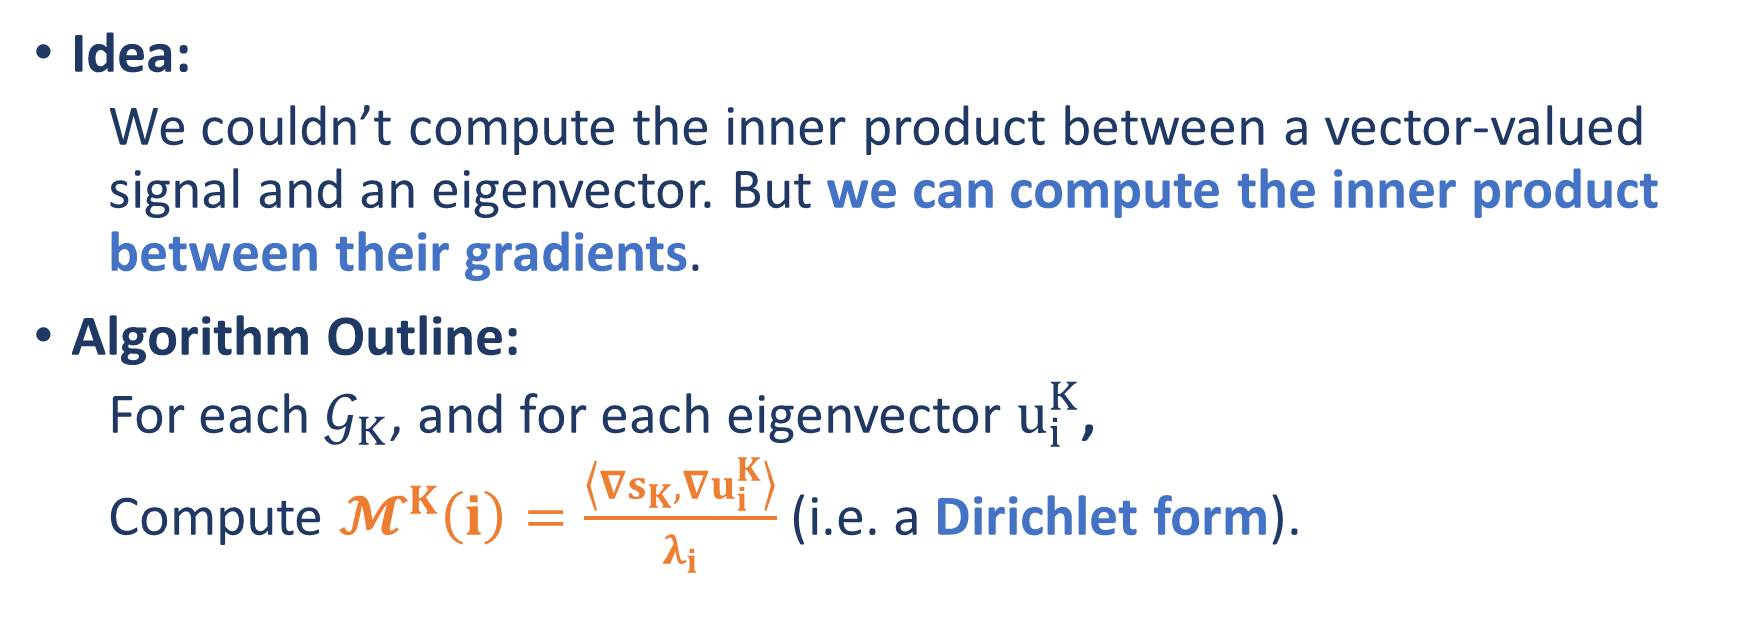 • Idea:
We couldn’t compute the inner product between a vector-valued
signal and an eigenvector. But we can compute the inner product
between their gradients.
• Algorithm Outline:
For each 𝒢_K, and for each eigenvector u_i^K,
Compute ℳ^K(i) = ⟨∇s_K,∇u_i^K⟩ / λ_i (i.e. a Dirichlet form).